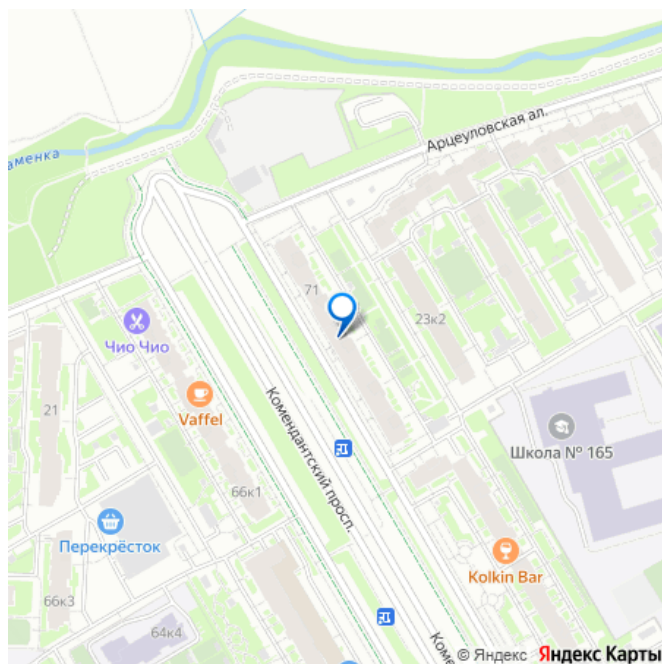 Арцеуловская ал.
аменка
71
23к2
Чио Чио
21
Vaffel
Комендантский просп.
Школа № 165
66к1
Перекрёсток
Kolkin Bar
66к3
64к4
Коме
© Яндекс Яндекс Карты